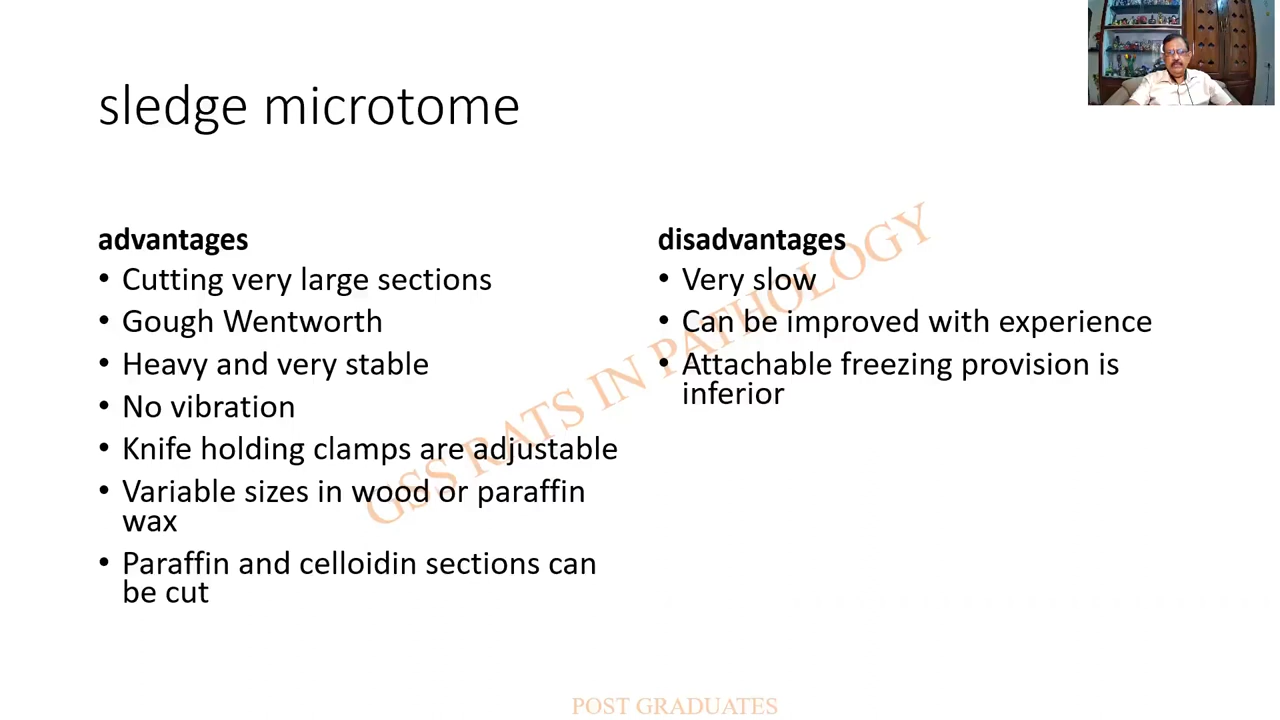 sledge microtome
advantages
• Cutting very large sections
• Gough Wentworth
• Heavy and very stable
• No vibration
• Knife holding clamps are adjustable
• Variable sizes in wood or paraffin
wax
• Paraffin and celloidin sections can
be cut
disadvantages
• Very slow
• Can be improved with experience
• Attachable freezing provision is
inferior
GSS RATS IN PATHOLOGY
POST GRADUATES